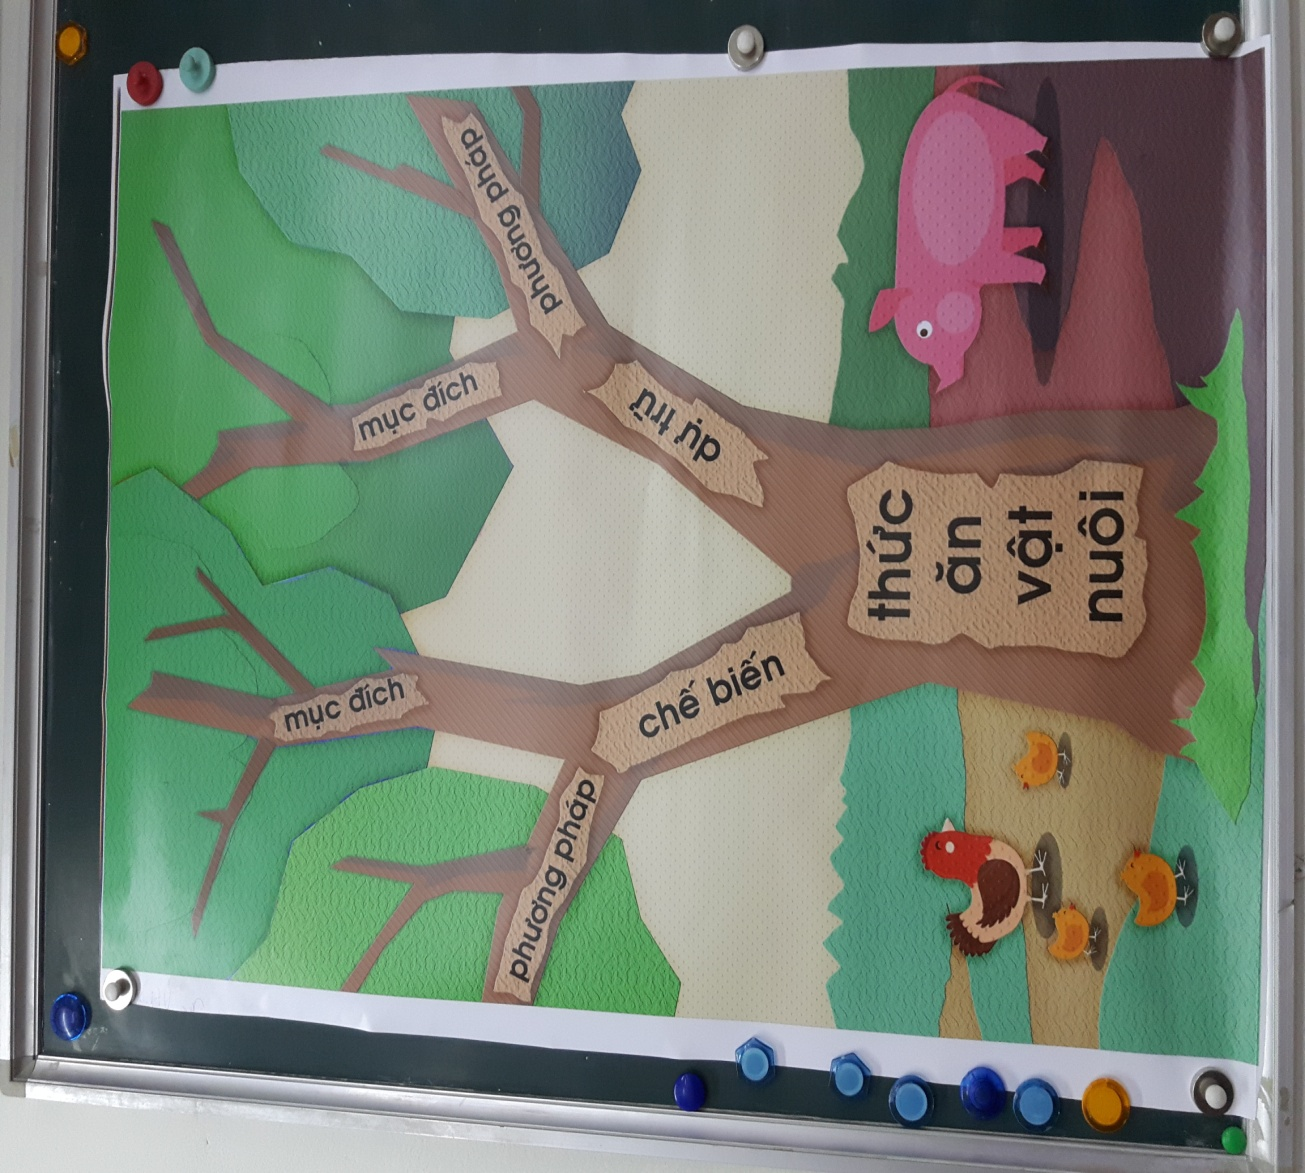 thức
ăn
vật
nuôi
chế biến
mục đích
phương pháp
dự trữ
mục đích
phương pháp